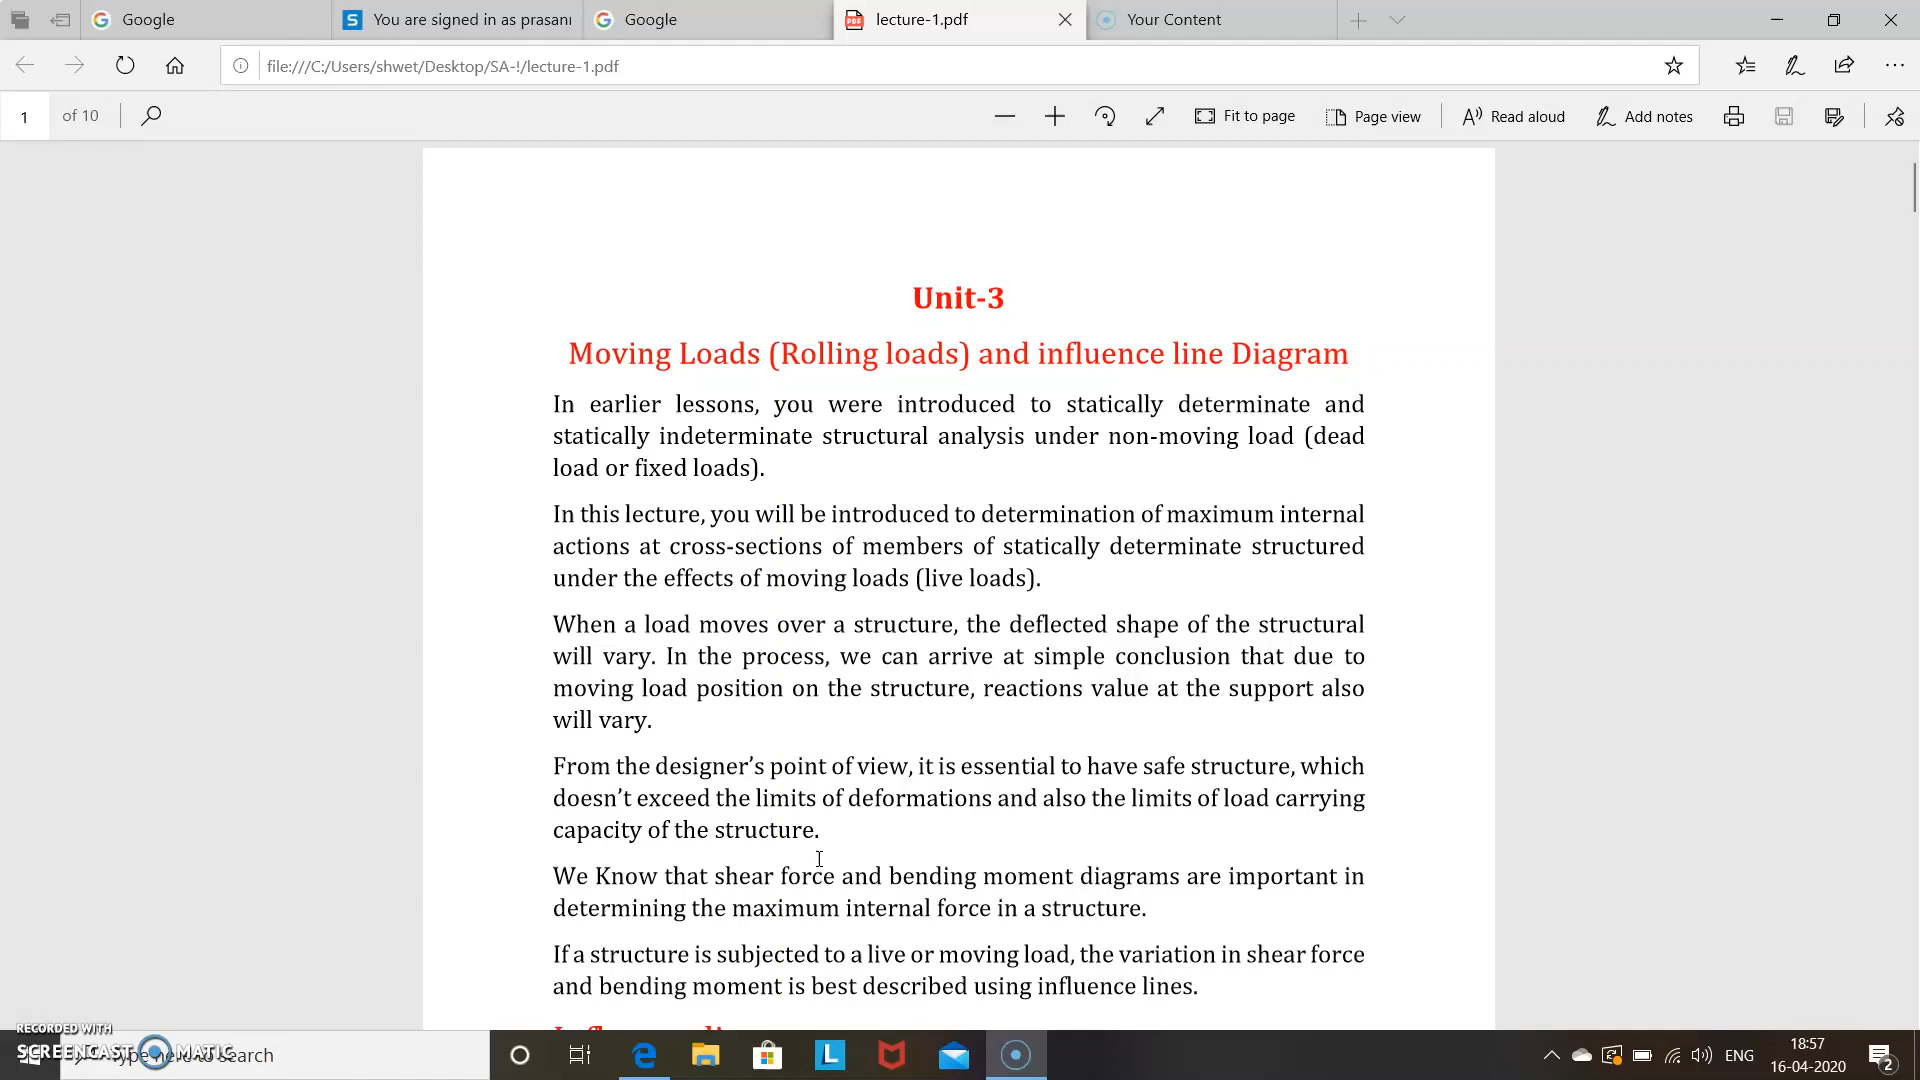 Google
You are signed in as prasann
Google
lecture-1.pdf
Your Content
file:///C:/Users/shwet/Desktop/SA-!/lecture-1.pdf
1 of 10
Fit to page
Page view
Read aloud
Add notes
Unit-3
Moving Loads (Rolling loads) and influence line Diagram
In earlier lessons, you were introduced to statically determinate and
statically indeterminate structural analysis under non-moving load (dead
load or fixed loads).
In this lecture, you will be introduced to determination of maximum internal
actions at cross-sections of members of statically determinate structured
under the effects of moving loads (live loads).
When a load moves over a structure, the deflected shape of the structural
will vary. In the process, we can arrive at simple conclusion that due to
moving load position on the structure, reactions value at the support also
will vary.
From the designer’s point of view, it is essential to have safe structure, which
doesn’t exceed the limits of deformations and also the limits of load carrying
capacity of the structure.
We Know that shear force and bending moment diagrams are important in
determining the maximum internal force in a structure.
If a structure is subjected to a live or moving load, the variation in shear force
and bending moment is best described using influence lines.
RECORDED WITH
SCREENCAST MATIC
Type here to search
ENG
18:57
16-04-2020
2